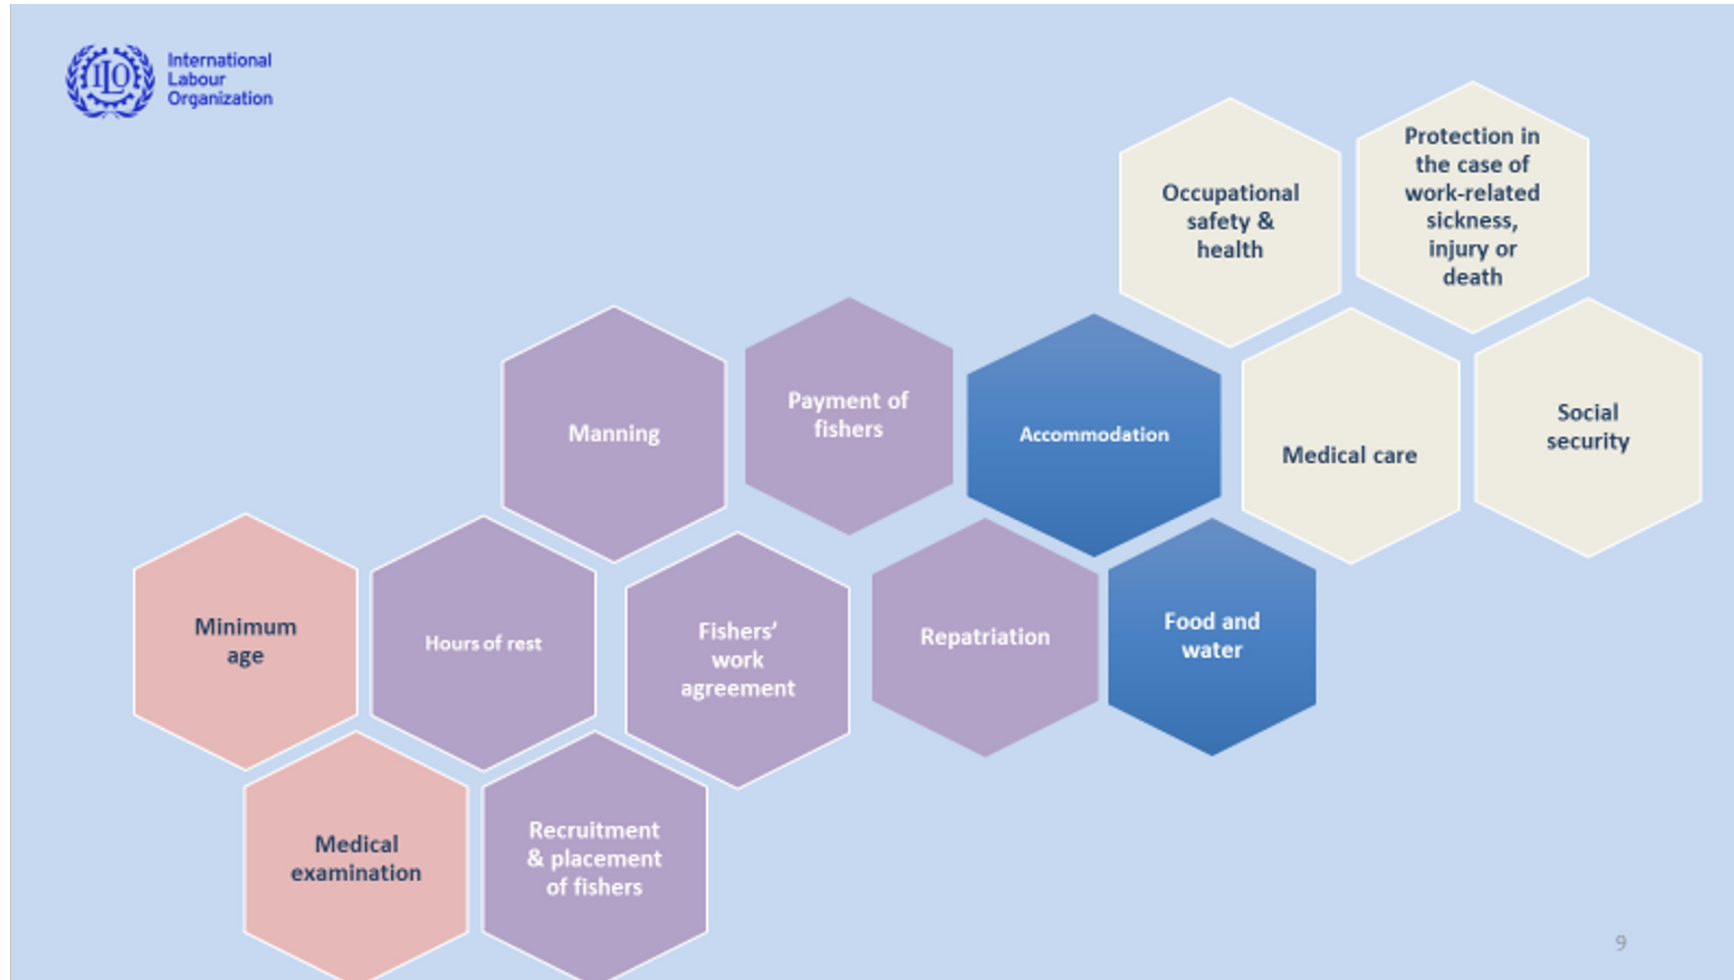 International
Labour
Organization
Occupational
safety &
health
Protection in
the case of
work-related
sickness,
injury or
death
Manning
Payment of
fishers
Accommodation
Medical care
Social
security
Minimum
age
Hours of rest
Fishers’
work
agreement
Repatriation
Food and
water
Medical
examination
Recruitment
& placement
of fishers
9